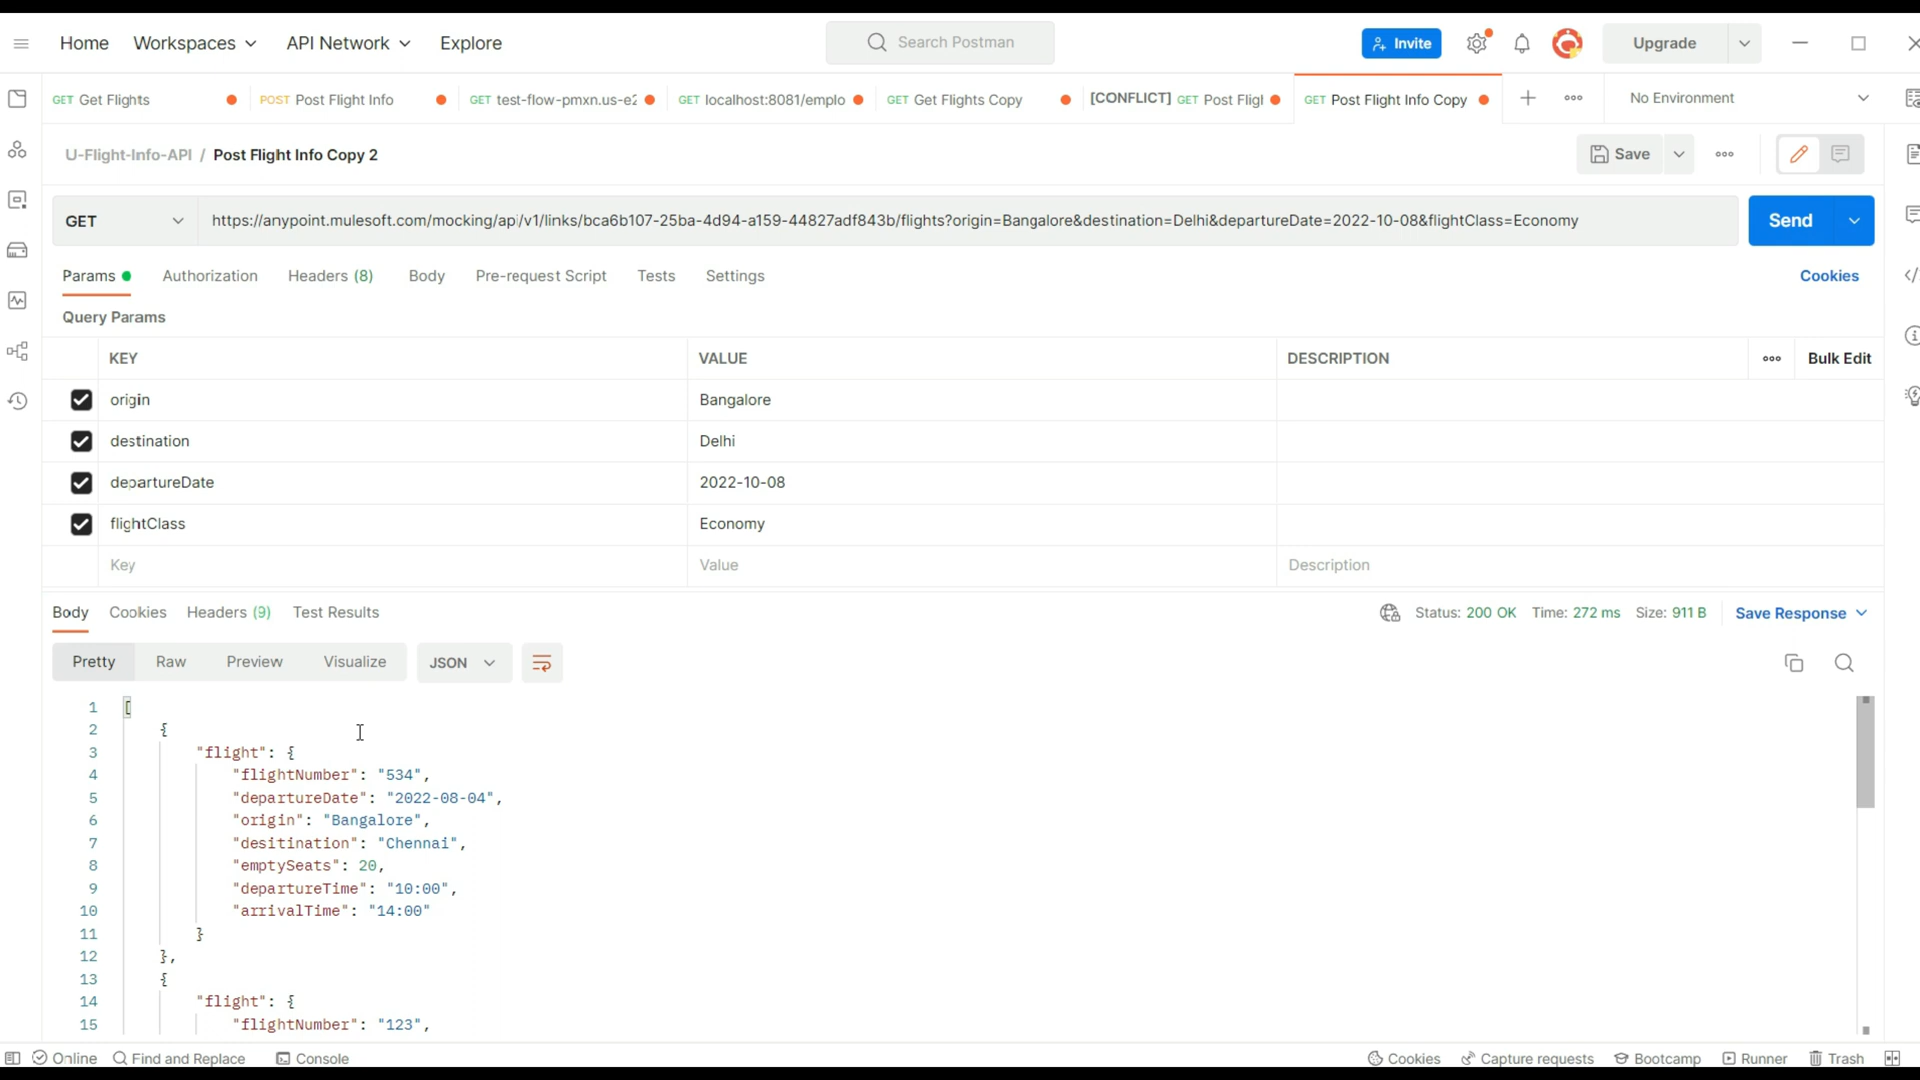 Home Workspaces API Network Explore Search Postman Invite Upgrade
GET Get Flights POST Post Flight Info GET test-flow-pmxn.us-e2 GET localhost:8081/emplo GET Get Flights Copy [CONFLICT] GET Post Fligl GET Post Flight Info Copy No Environment
U-Flight-Info-API / Post Flight Info Copy 2 Save
GET https://anypoint.mulesoft.com/mocking/api/v1/links/bca6b107-25ba-4d94-a159-44827adf843b/flights?origin=Bangalore&destination=Delhi&departureDate=2022-10-08&flightClass=Economy Send
Params Authorization Headers (8) Body Pre-request Script Tests Settings Cookies
Query Params
KEY VALUE DESCRIPTION Bulk Edit
origin Bangalore
destination Delhi
departureDate 2022-10-08
flightClass Economy
Key Value Description
Body Cookies Headers (9) Test Results Status: 200 OK Time: 272 ms Size: 911 B Save Response
Pretty Raw Preview Visualize JSON
1 [
2 {
3 "flight": {
4 "flightNumber": "534",
5 "departureDate": "2022-08-04",
6 "origin": "Bangalore",
7 "desitination": "Chennai",
8 "emptySeats": 20,
9 "departureTime": "10:00",
10 "arrivalTime": "14:00"
11 }
12 },
13 {
14 "flight": {
15 "flightNumber": "123",
Online Find and Replace Console Cookies Capture requests Bootcamp Runner Trash